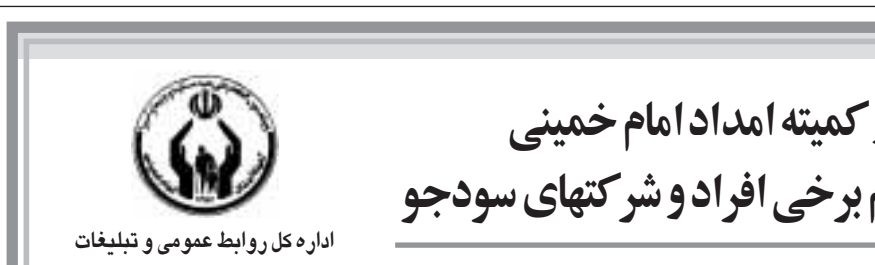 کمیته امداد امام خمینی
برخی افراد و شرکتهای سودجو
اداره کل روابط عمومی و تبلیغات